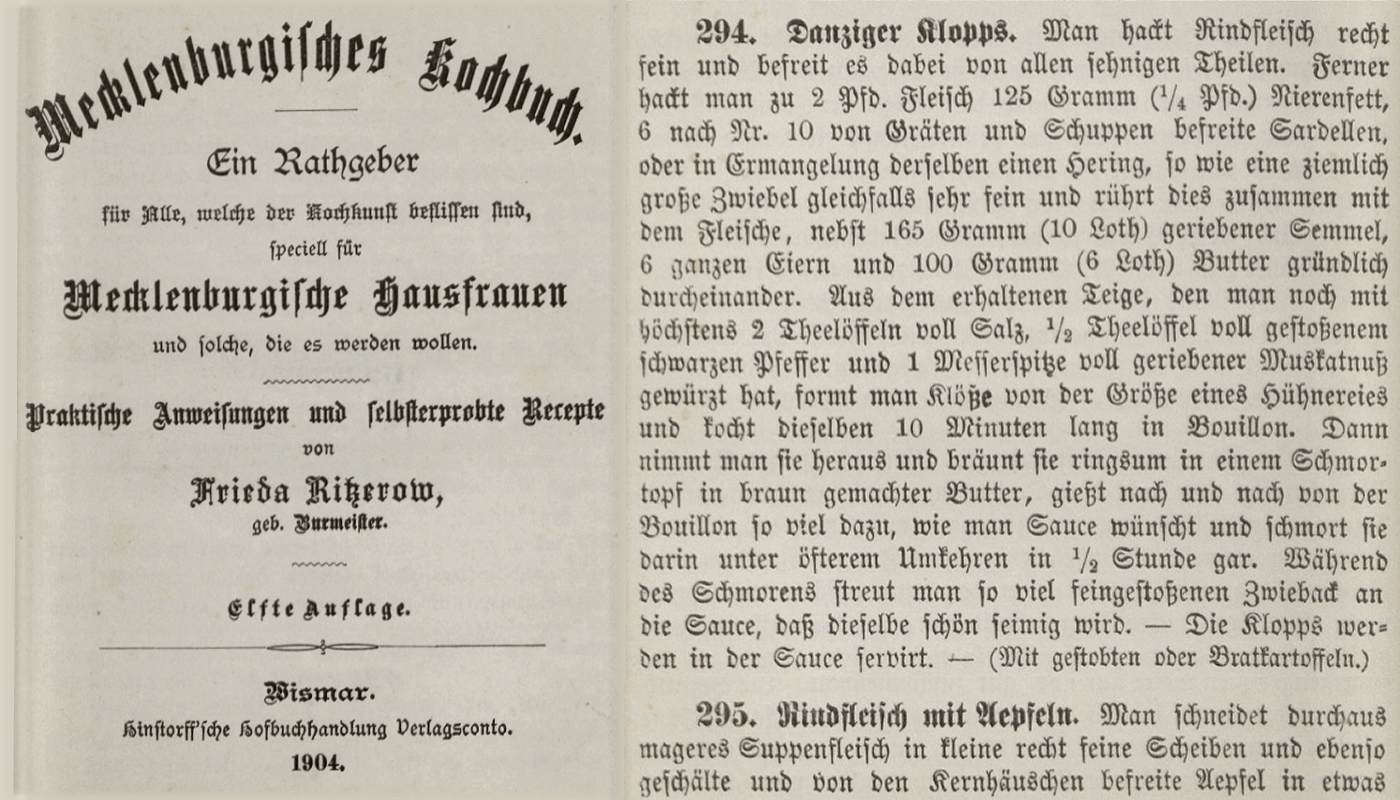 Mecklenburgisches Kochbuch.
Ein Rathgeber
für Alle, welche der Kochkunst beflissen sind,
speciell für
Mecklenburgische Hausfrauen
und solche, die es werden wollen.
Praktische Anweisungen und selbsterprobte Recepte
von
Frieda Ritzerow,
geb. Burmeister.
Elfte Auflage.
Wismar.
Hinstorff'sche Hofbuchhandlung Verlagsconto.
1904.
294. Danziger Klopps. Man hackt Rindfleisch recht
fein und befreit es dabei von allen sehnigen Theilen. Ferner
hackt man zu 2 Pfd. Fleisch 125 Gramm (1/4 Pfd.) Nierenfett,
6 nach Nr. 10 von Gräten und Schuppen befreite Sardellen,
oder in Ermangelung derselben einen Hering, so wie eine ziemlich
große Zwiebel gleichfalls sehr fein und rührt dies zusammen mit
dem Fleische, nebst 165 Gramm (10 Loth) geriebener Semmel,
6 ganzen Eiern und 100 Gramm (6 Loth) Butter gründlich
durcheinander. Aus dem erhaltenen Teige, den man noch mit
höchstens 2 Theelöffeln voll Salz, 1/2 Theelöffel voll gestoßenem
schwarzen Pfeffer und 1 Messerspitze voll geriebener Muskatnuß
gewürzt hat, formt man Klöße von der Größe eines Hühnereies
und kocht dieselben 10 Minuten lang in Bouillon. Dann
nimmt man sie heraus und bräunt sie ringsum in einem Schmor-
topf in braun gemachter Butter, gießt nach und nach von der
Bouillon so viel dazu, wie man Sauce wünscht und schmort sie
darin unter öfterem Umkehren in 1/2 Stunde gar. Während
des Schmorens streut man so viel feingestoßenen Zwieback an
die Sauce, daß dieselbe schön seimig wird. — Die Klopps wer-
den in der Sauce servirt. — (Mit gestobten oder Bratkartoffeln.)
295. Rindfleisch mit Aepfeln. Man schneidet durchaus
mageres Suppenfleisch in kleine recht feine Scheiben und ebenso
geschälte und von den Kernhäuschen befreite Aepfel in etwas